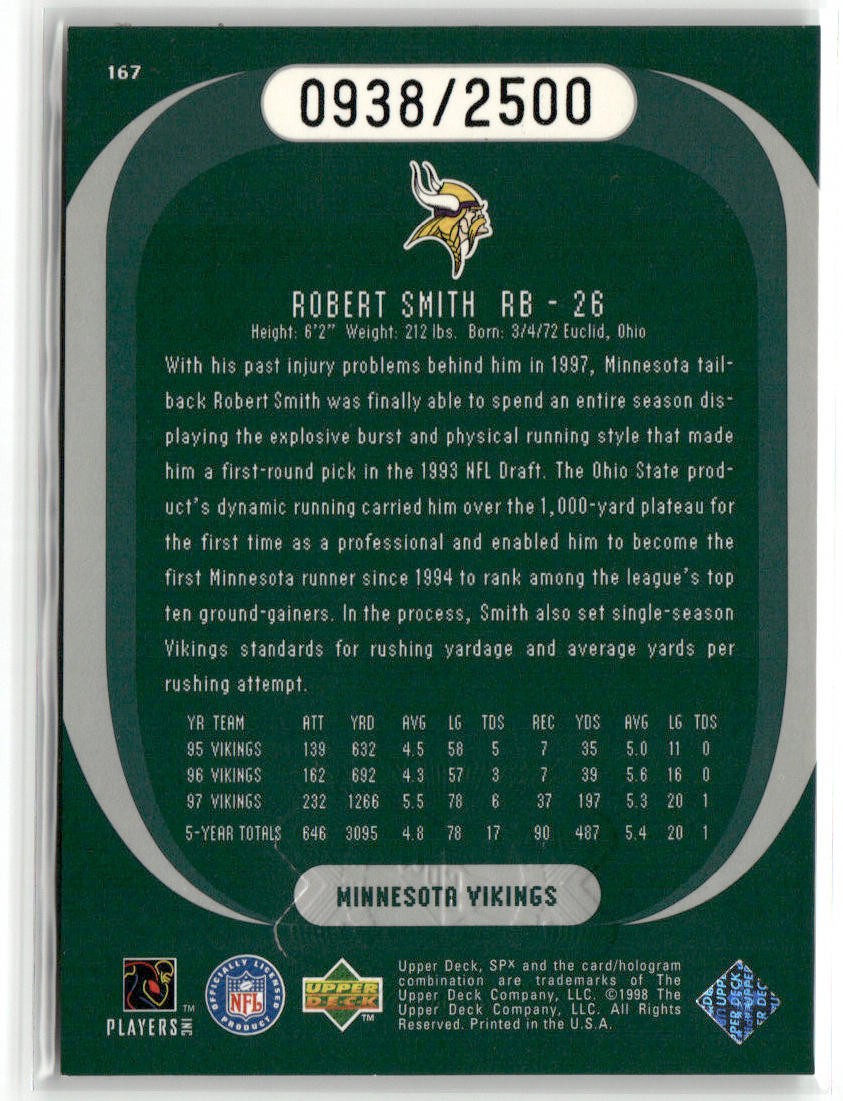 167
0938/2500
ROBERT SMITH RB - 26
Height: 6'2" Weight: 212 lbs. Born: 3/4/72 Euclid, Ohio
With his past injury problems behind him in 1997, Minnesota tail-
back Robert Smith was finally able to spend an entire season dis-
playing the explosive burst and physical running style that made
him a first-round pick in the 1993 NFL Draft. The Ohio State prod-
uct's dynamic running carried him over the 1,000-yard plateau for
the first time as a professional and enabled him to become the
first Minnesota runner since 1994 to rank among the league's top
ten ground-gainers. In the process, Smith also set single-season
Vikings standards for rushing yardage and average yards per
rushing attempt.
YR TEAM ATT YRD AVG LG TDS REC YDS AVG LG TDS
95 VIKINGS 139 632 4.5 58 5 7 35 5.0 11 0
96 VIKINGS 162 692 4.3 57 3 7 39 5.6 16 0
97 VIKINGS 232 1266 5.5 78 6 37 197 5.3 20 1
5-YEAR TOTALS 646 3095 4.8 78 17 90 487 5.4 20 1
MINNESOTA VIKINGS
PLAYERS INC ™
OFFICIALLY LICENSED
NFL
PRODUCT
UPPER
DECK
™
Upper Deck, SPx and the card/hologram
combination are trademarks of The
Upper Deck Company, LLC. ©1998 The
Upper Deck Company, LLC. All Rights
Reserved. Printed in the U.S.A.